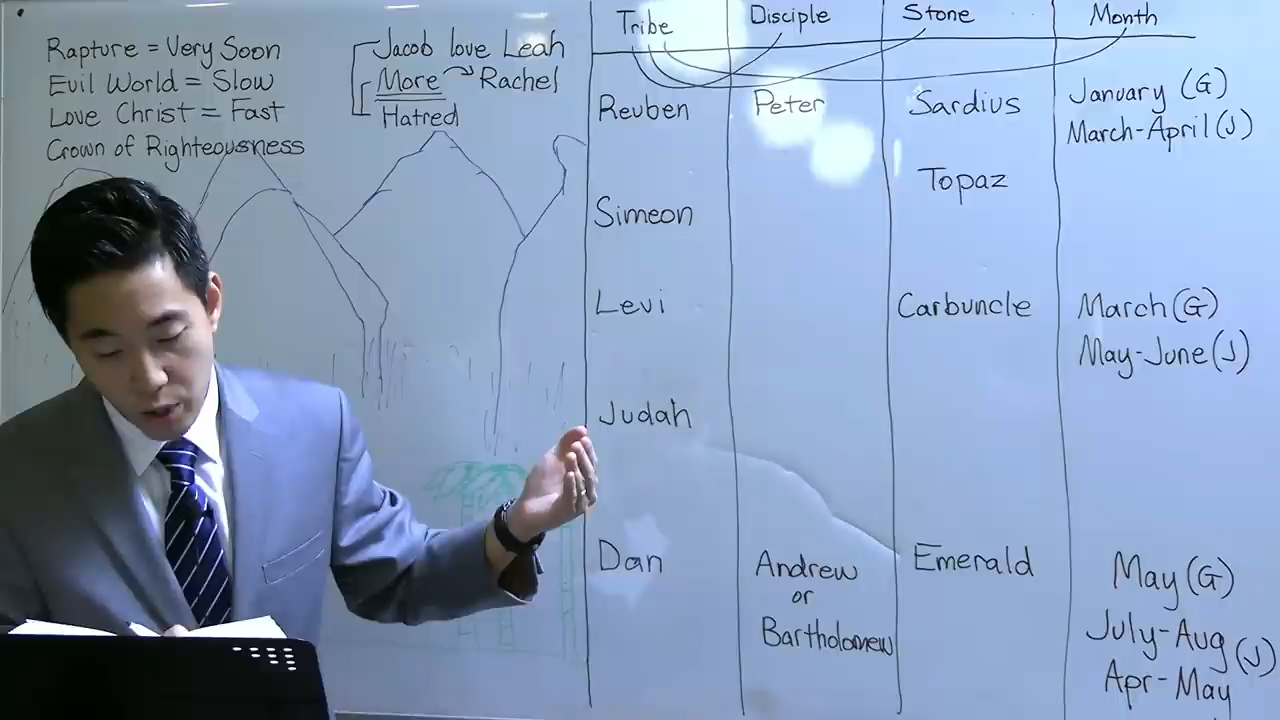 Rapture = Very Soon
Evil World = Slow
Love Christ = Fast
Crown of Righteousness
Jacob love Leah
More Rachel
Hatred
Tribe Disciple Stone Month
Reuben Peter Sardius January (G)
March-April (J)
Simeon Topaz
Levi Carbuncle March (G)
May-June (J)
Judah
Dan Andrew Emerald May (G)
or
Bartholomew July-Aug (J)
Apr-May